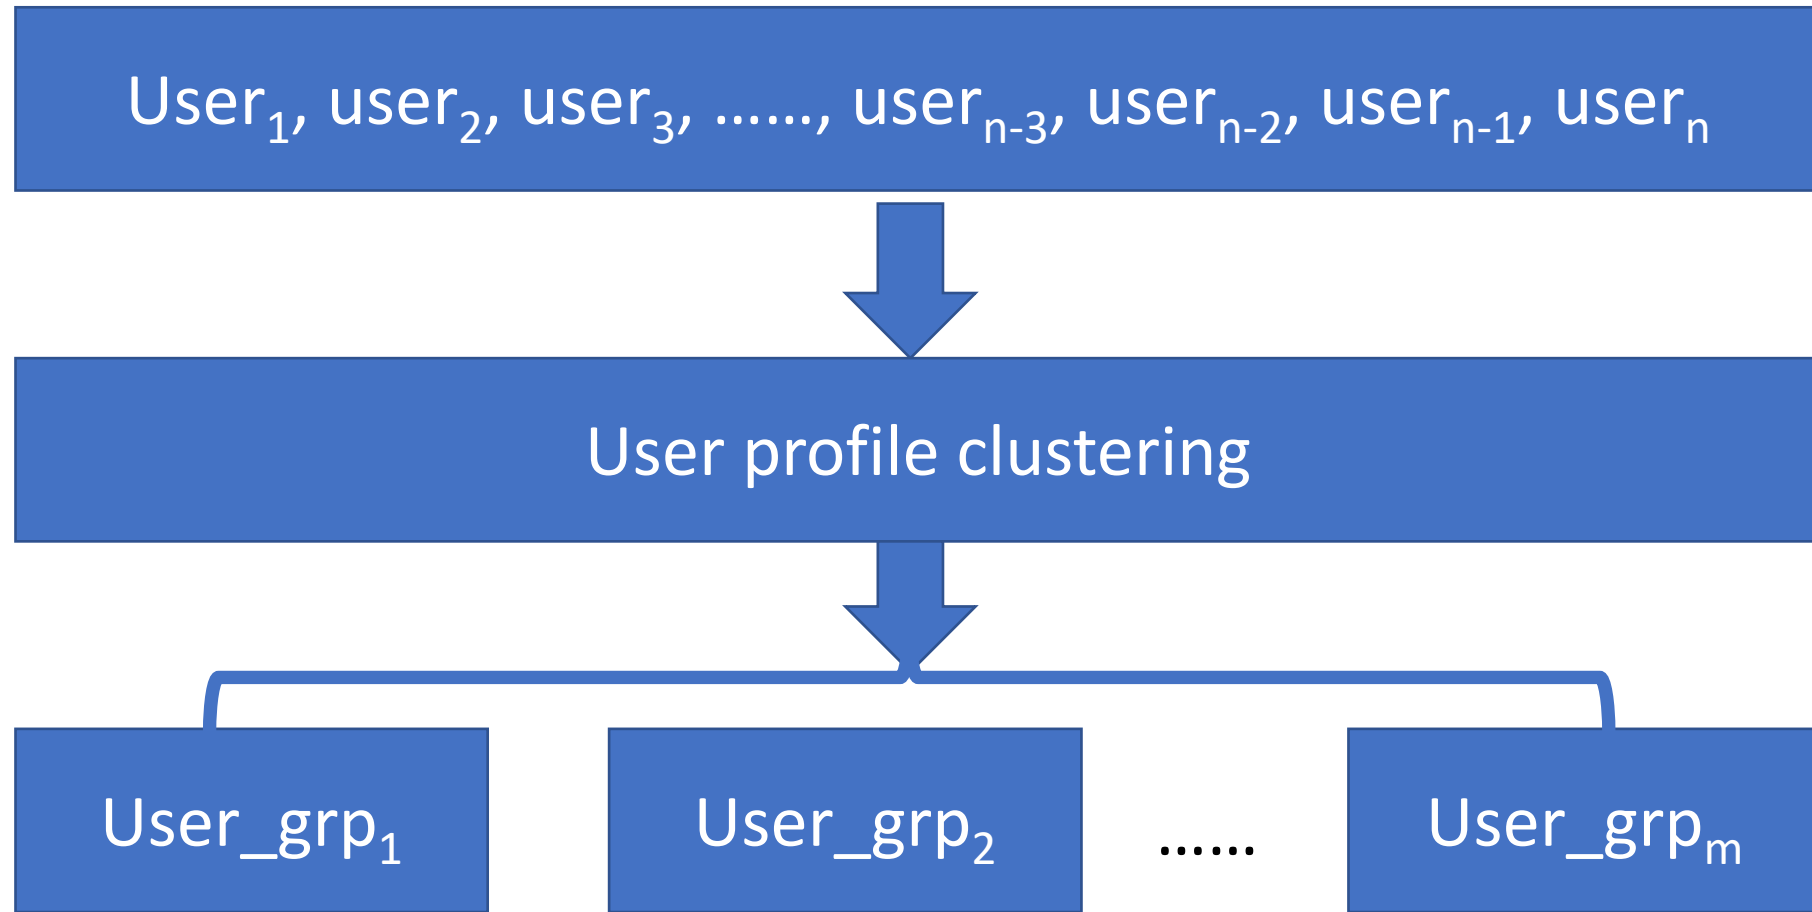 User₁, user₂, user₃, ……, userₙ₋₃, userₙ₋₂, userₙ₋₁, userₙ
User profile clustering
User_grp₁ User_grp₂ …… User_grpₘ